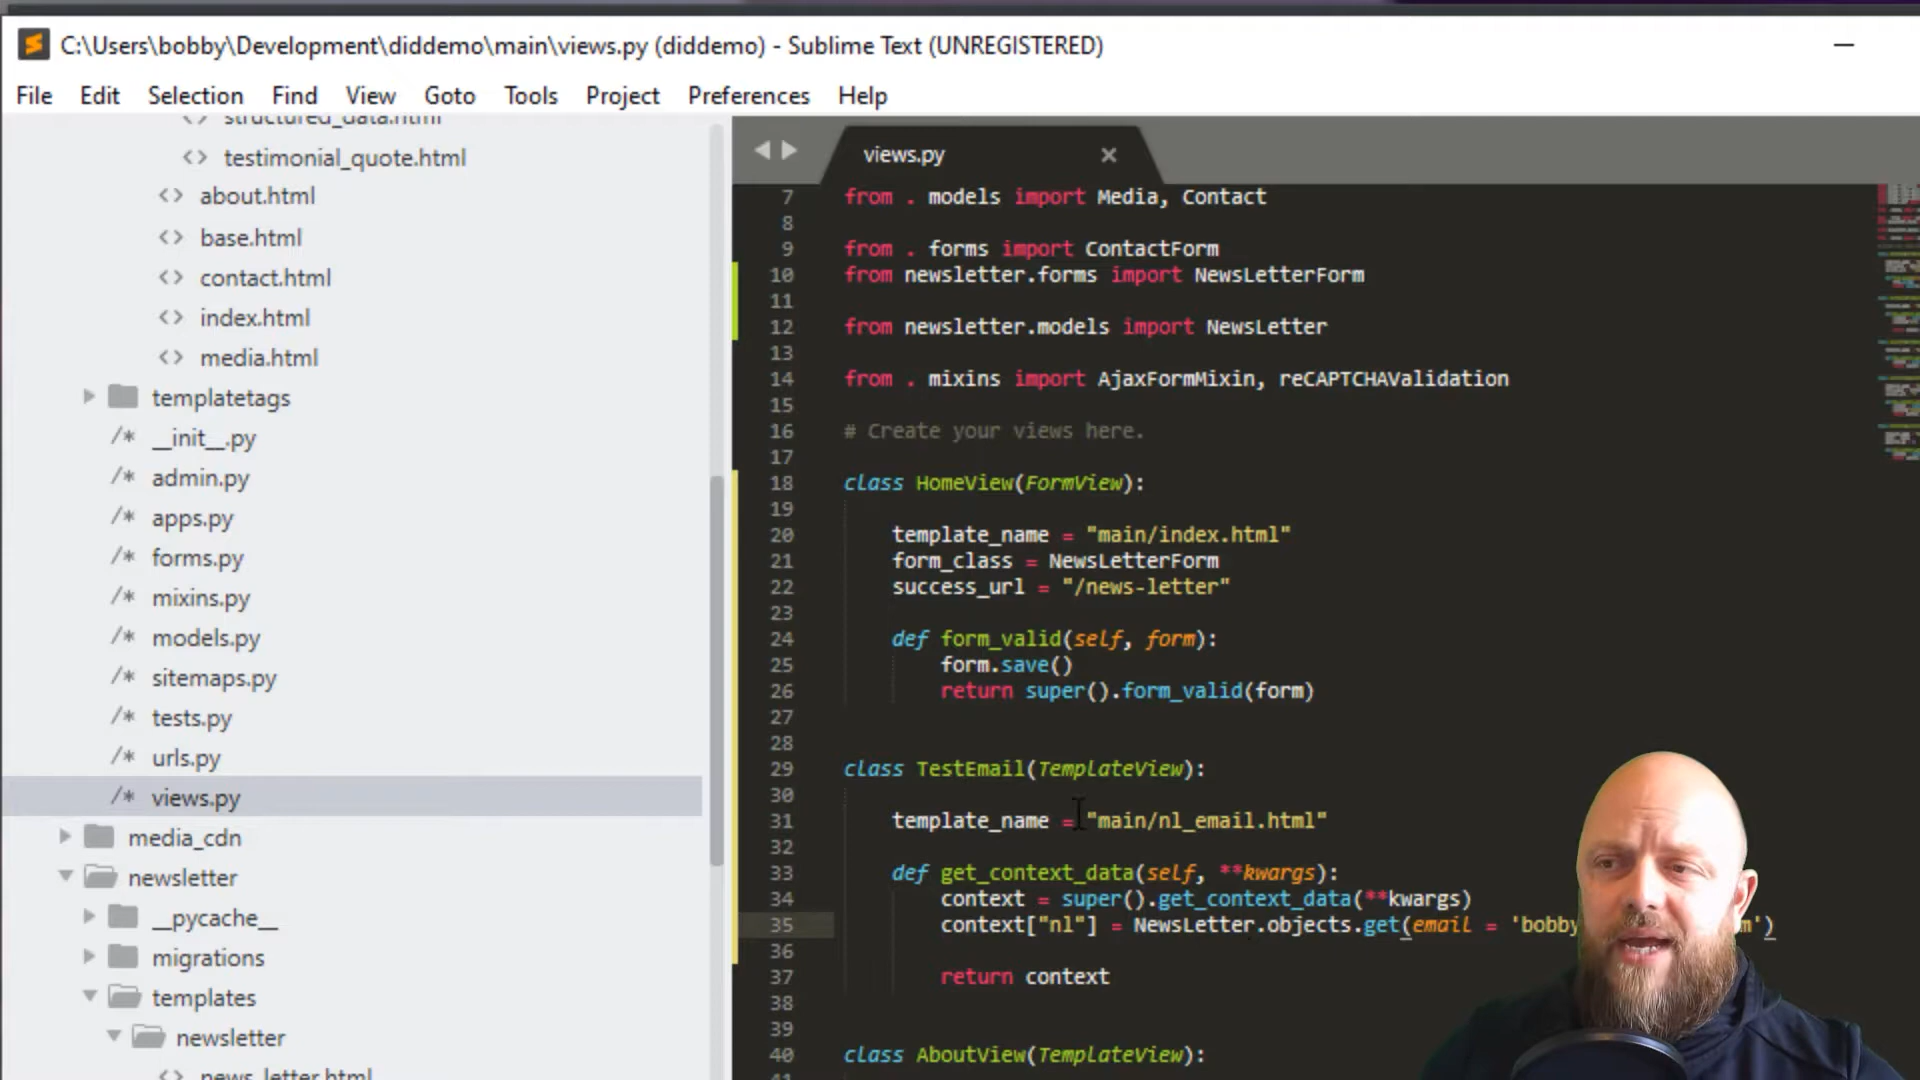 C:\Users\bobby\Development\diddemo\main\views.py (diddemo) - Sublime Text (UNREGISTERED)
File Edit Selection Find View Goto Tools Project Preferences Help
structured_data.html
testimonial_quote.html
about.html
base.html
contact.html
index.html
media.html
templatetags
__init__.py
admin.py
apps.py
forms.py
mixins.py
models.py
sitemaps.py
tests.py
urls.py
views.py
media_cdn
newsletter
__pycache__
migrations
templates
newsletter
news_letter.html
views.py
7 from . models import Media, Contact
8
9 from . forms import ContactForm
10 from newsletter.forms import NewsLetterForm
11
12 from newsletter.models import NewsLetter
13
14 from . mixins import AjaxFormMixin, reCAPTCHAValidation
15
16 # Create your views here.
17
18 class HomeView(FormView):
19
20 template_name = "main/index.html"
21 form_class = NewsLetterForm
22 success_url = "/news-letter"
23
24 def form_valid(self, form):
25 form.save()
26 return super().form_valid(form)
27
28
29 class TestEmail(TemplateView):
30
31 template_name = "main/nl_email.html"
32
33 def get_context_data(self, **kwargs):
34 context = super().get_context_data(**kwargs)
35 context["nl"] = NewsLetter.objects.get(email = 'bobby m')
36
37 return context
38
39
40 class AboutView(TemplateView):
41